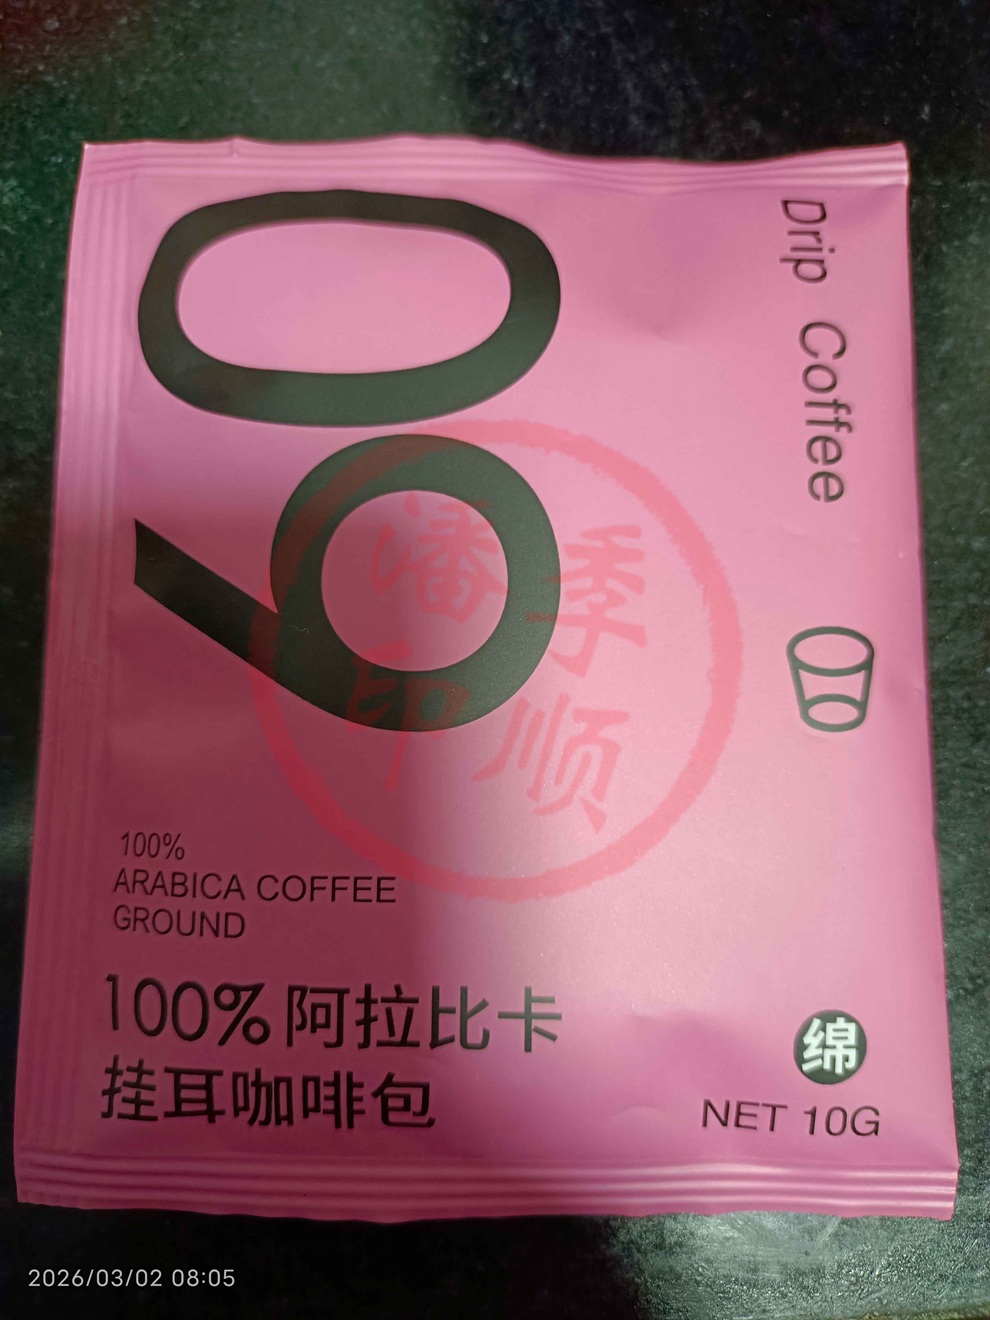 09
Drip Coffee
潘季
印顺
100%
ARABICA COFFEE
GROUND
100% 阿拉比卡
挂耳咖啡包
绵
NET 10G
2026/03/02 08:05